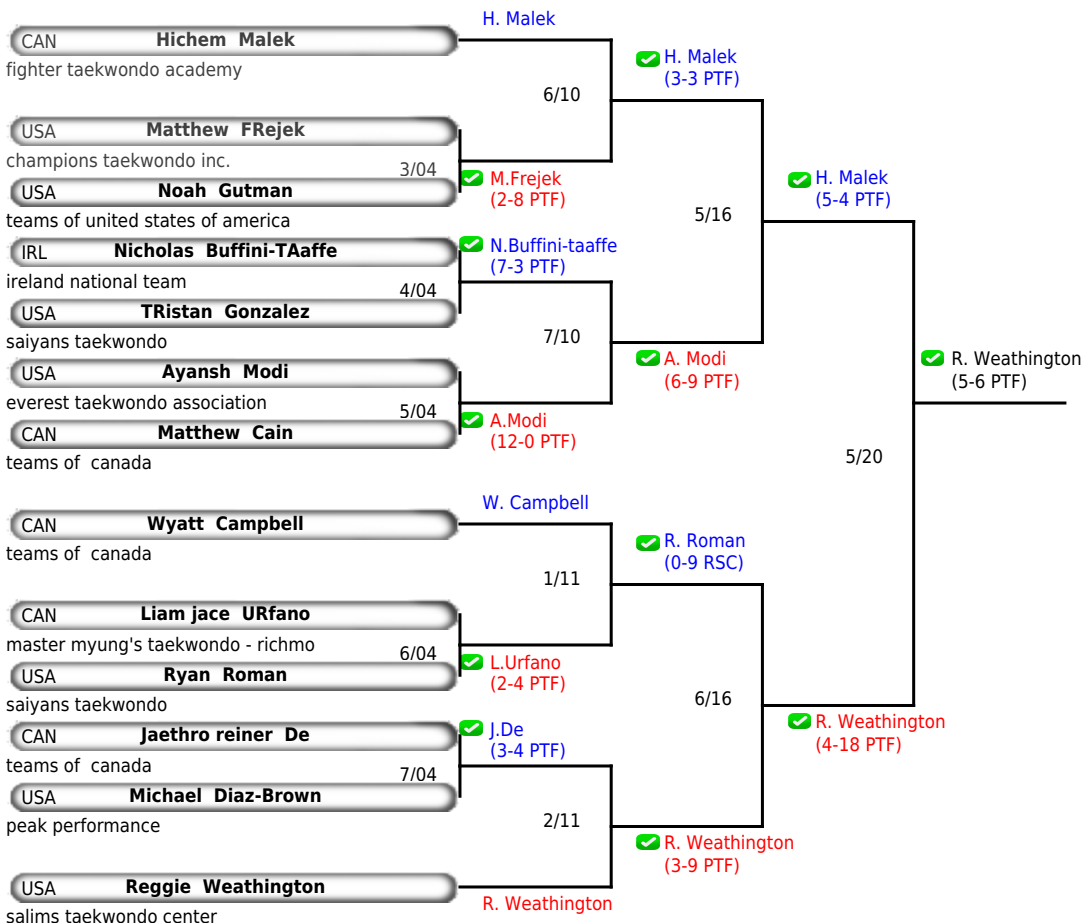 H. Malek
CAN Hichem Malek
fighter taekwondo academy
H. Malek
(3-3 PTF)
6/10
USA Matthew FRejek
champions taekwondo inc.
3/04
M.Frejek
(2-8 PTF)
USA Noah Gutman
teams of united states of america
H. Malek
(5-4 PTF)
5/16
IRL Nicholas Buffini-TAaffe
ireland national team
N.Buffini-taaffe
(7-3 PTF)
4/04
USA TRistan Gonzalez
saiyans taekwondo
7/10
A. Modi
(6-9 PTF)
USA Ayansh Modi
everest taekwondo association
5/04
A.Modi
(12-0 PTF)
CAN Matthew Cain
teams of canada
R. Weathington
(5-6 PTF)
5/20
W. Campbell
CAN Wyatt Campbell
teams of canada
R. Roman
(0-9 RSC)
1/11
CAN Liam jace URfano
master myung's taekwondo - richmo
6/04
L.Urfano
(2-4 PTF)
USA Ryan Roman
saiyans taekwondo
6/16
R. Weathington
(4-18 PTF)
CAN Jaethro reiner De
teams of canada
J.De
(3-4 PTF)
7/04
USA Michael Diaz-Brown
peak performance
2/11
R. Weathington
(3-9 PTF)
USA Reggie Weathington
salims taekwondo center
R. Weathington